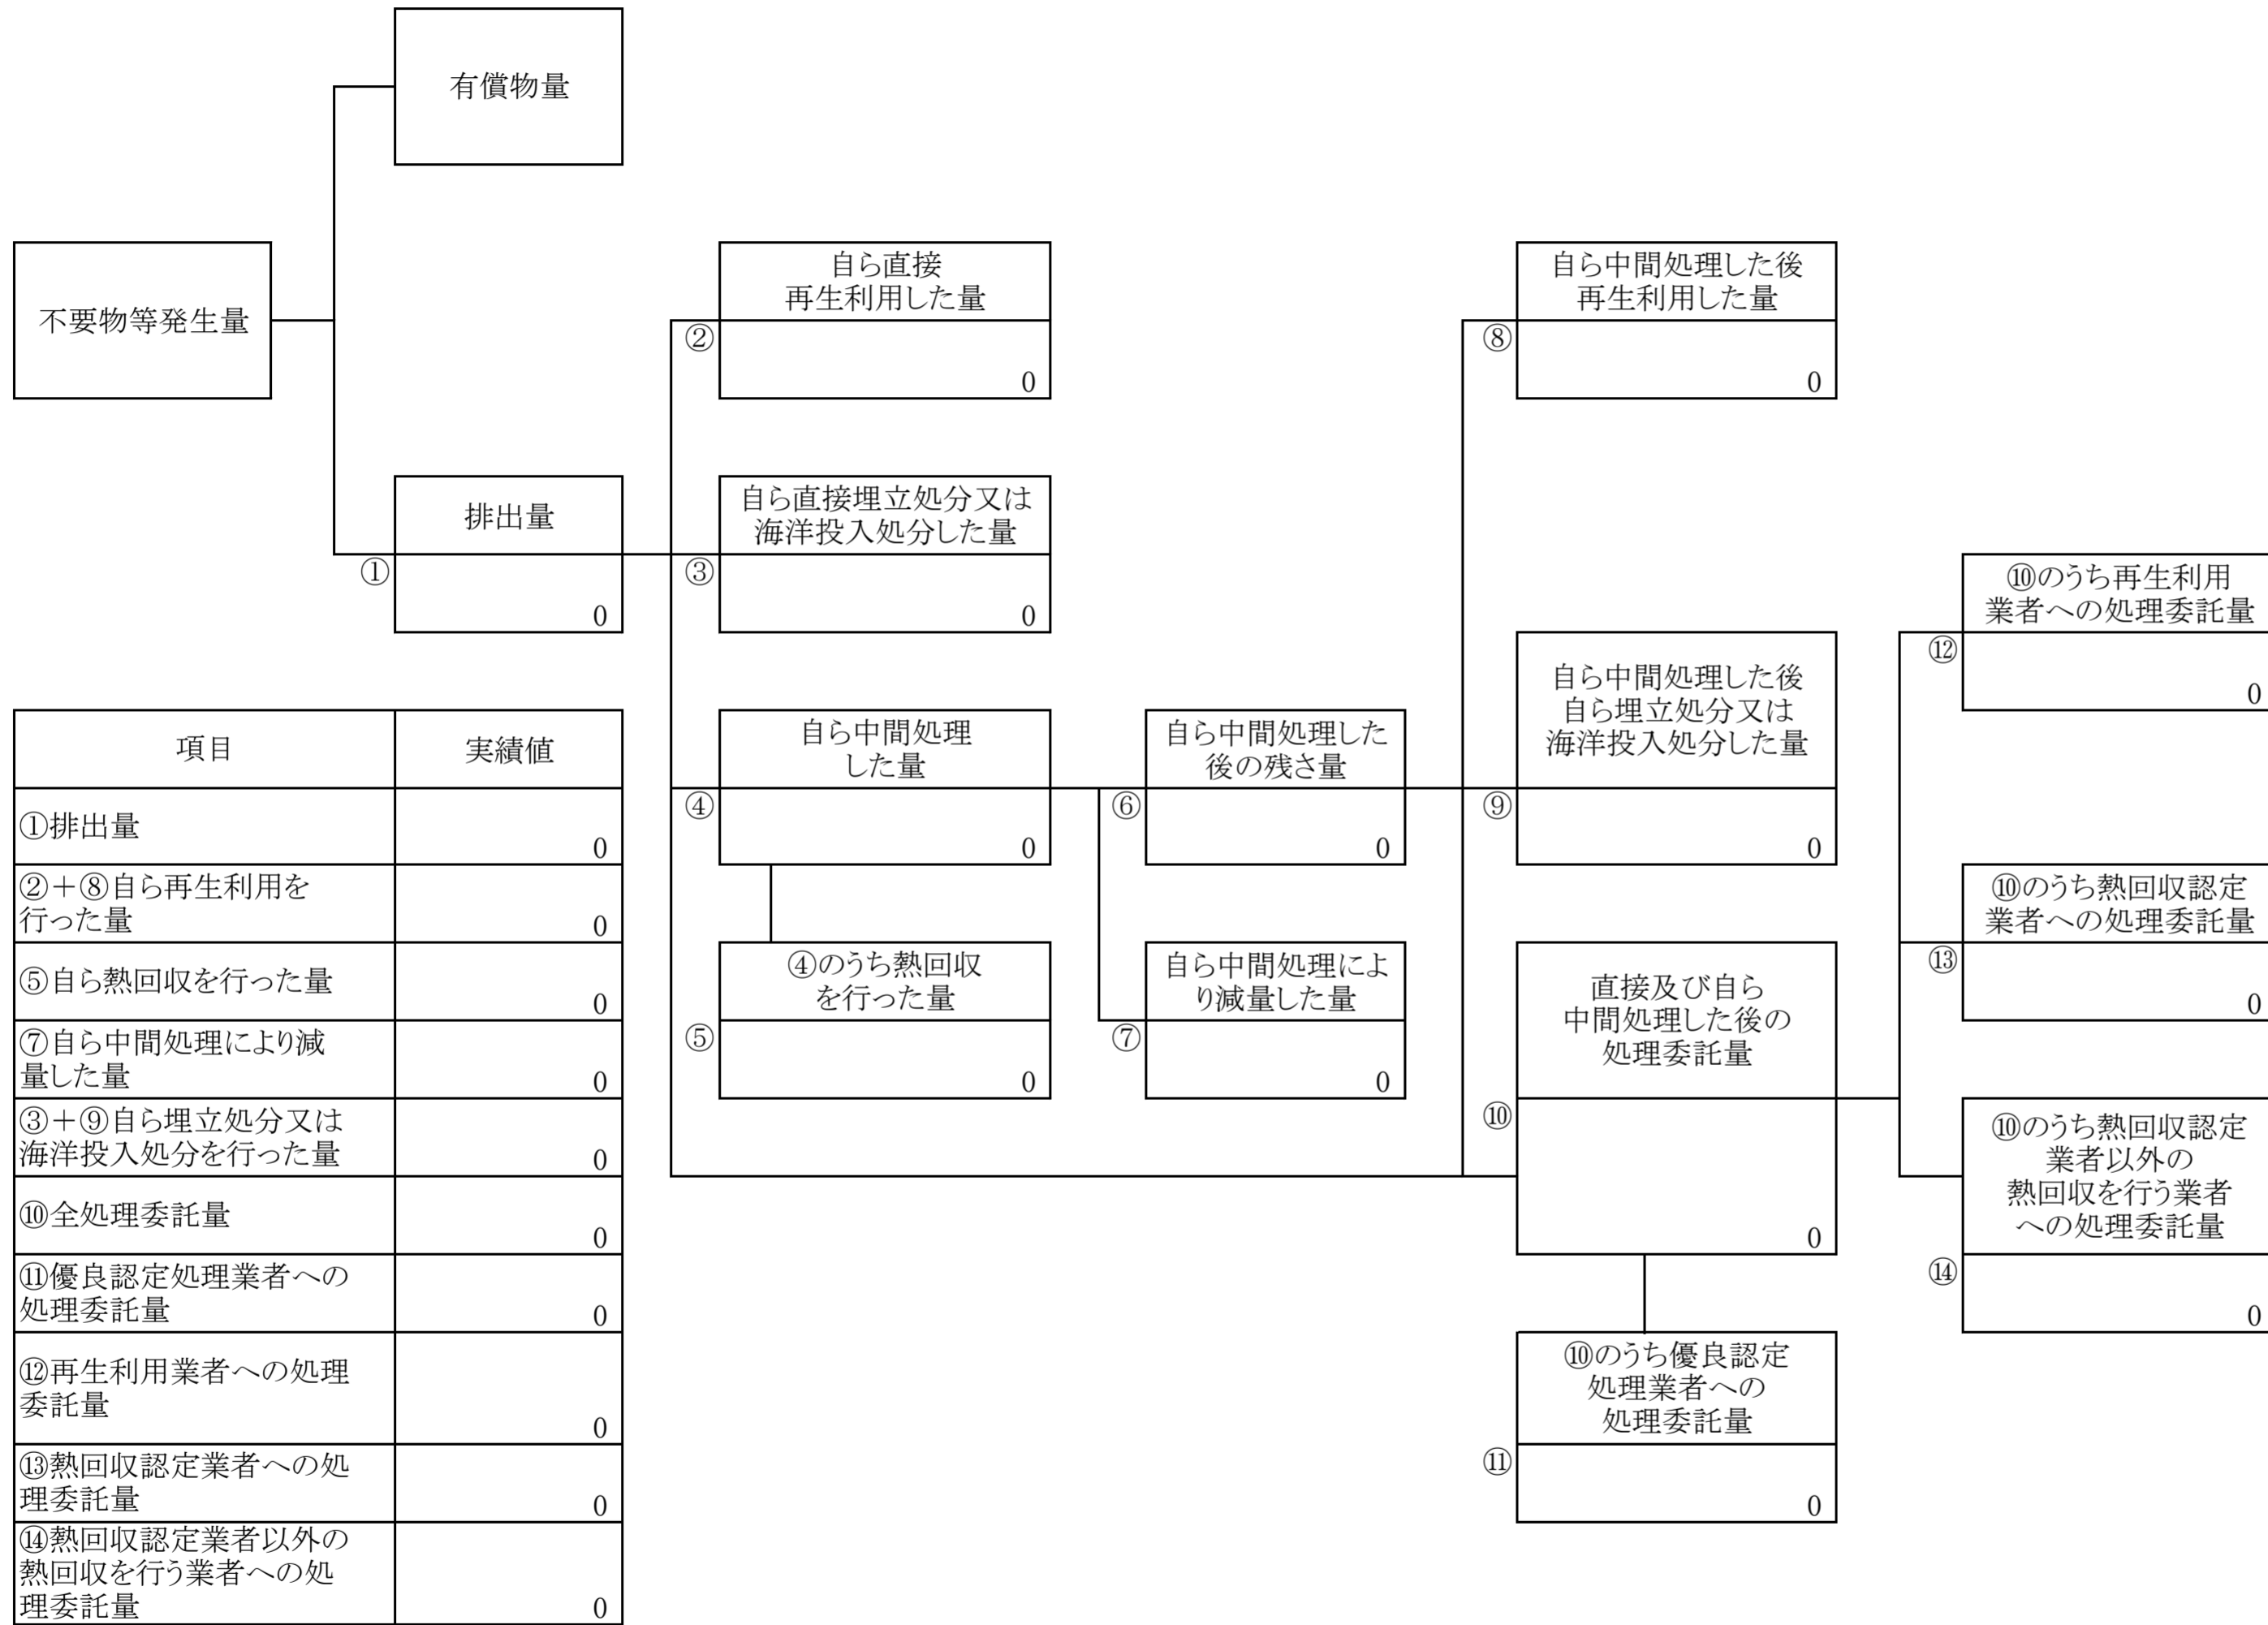 有償物量
不要物等発生量
自ら直接
再生利用した量
②
0
自ら中間処理した後
再生利用した量
⑧
0
排出量
①
0
自ら直接埋立処分又は
海洋投入処分した量
③
0
⑩のうち再生利用
業者への処理委託量
⑫
0
自ら中間処理
した量
④
0
自ら中間処理した
後の残さ量
⑥
0
自ら中間処理した後
自ら埋立処分又は
海洋投入処分した量
⑨
0
⑩のうち熱回収認定
業者への処理委託量
⑬
0
④のうち熱回収
を行った量
⑤
0
自ら中間処理によ
り減量した量
⑦
0
直接及び自ら
中間処理した後の
処理委託量
⑩
0
⑩のうち熱回収認定
業者以外の
熱回収を行う業者
への処理委託量
⑭
0
⑩のうち優良認定
処理業者への
処理委託量
⑪
0
項目 実績値
①排出量
0
②+⑧自ら再生利用を
行った量
0
⑤自ら熱回収を行った量
0
⑦自ら中間処理により減
量した量
0
③+⑨自ら埋立処分又は
海洋投入処分を行った量
0
⑩全処理委託量
0
⑪優良認定処理業者への
処理委託量
0
⑫再生利用業者への処理
委託量
0
⑬熱回収認定業者への処
理委託量
0
⑭熱回収認定業者以外の
熱回収を行う業者への処
理委託量
0